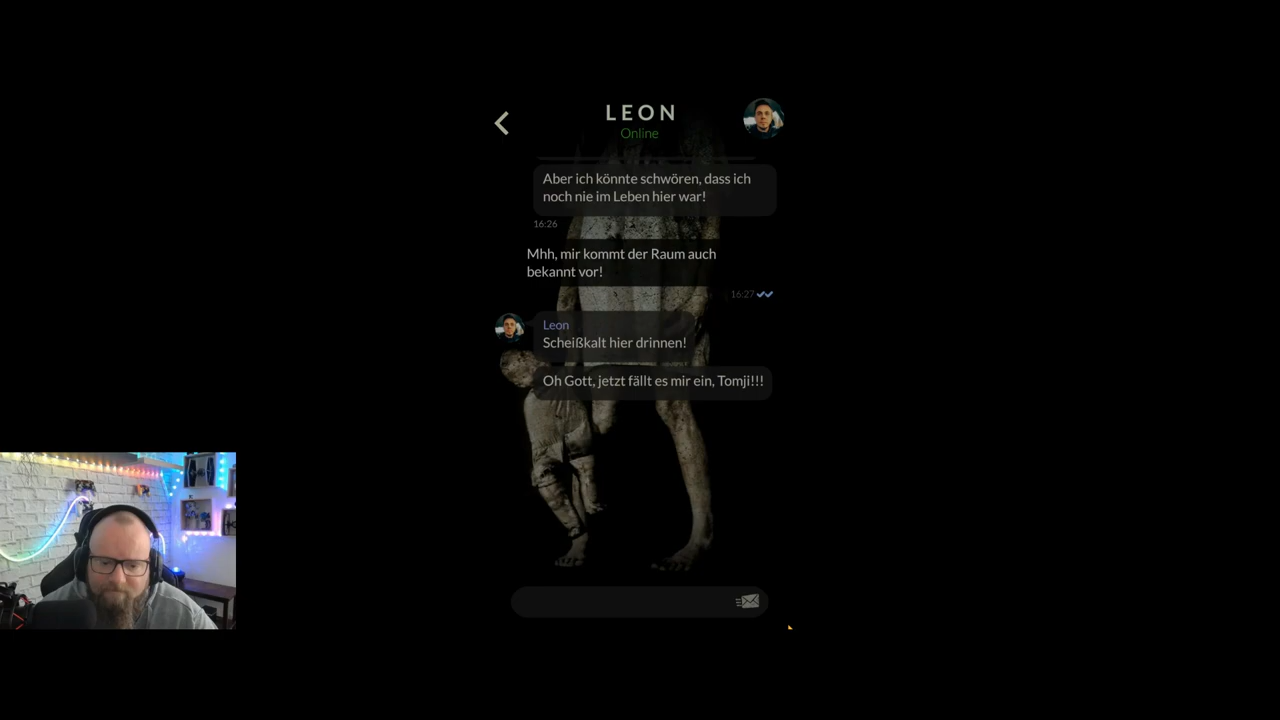 LEON
Online
Aber ich könnte schwören, dass ich
noch nie im Leben hier war!
16:26
Mhh, mir kommt der Raum auch
bekannt vor!
16:27
Leon
Scheißkalt hier drinnen!
Oh Gott, jetzt fällt es mir ein, Tomji!!!